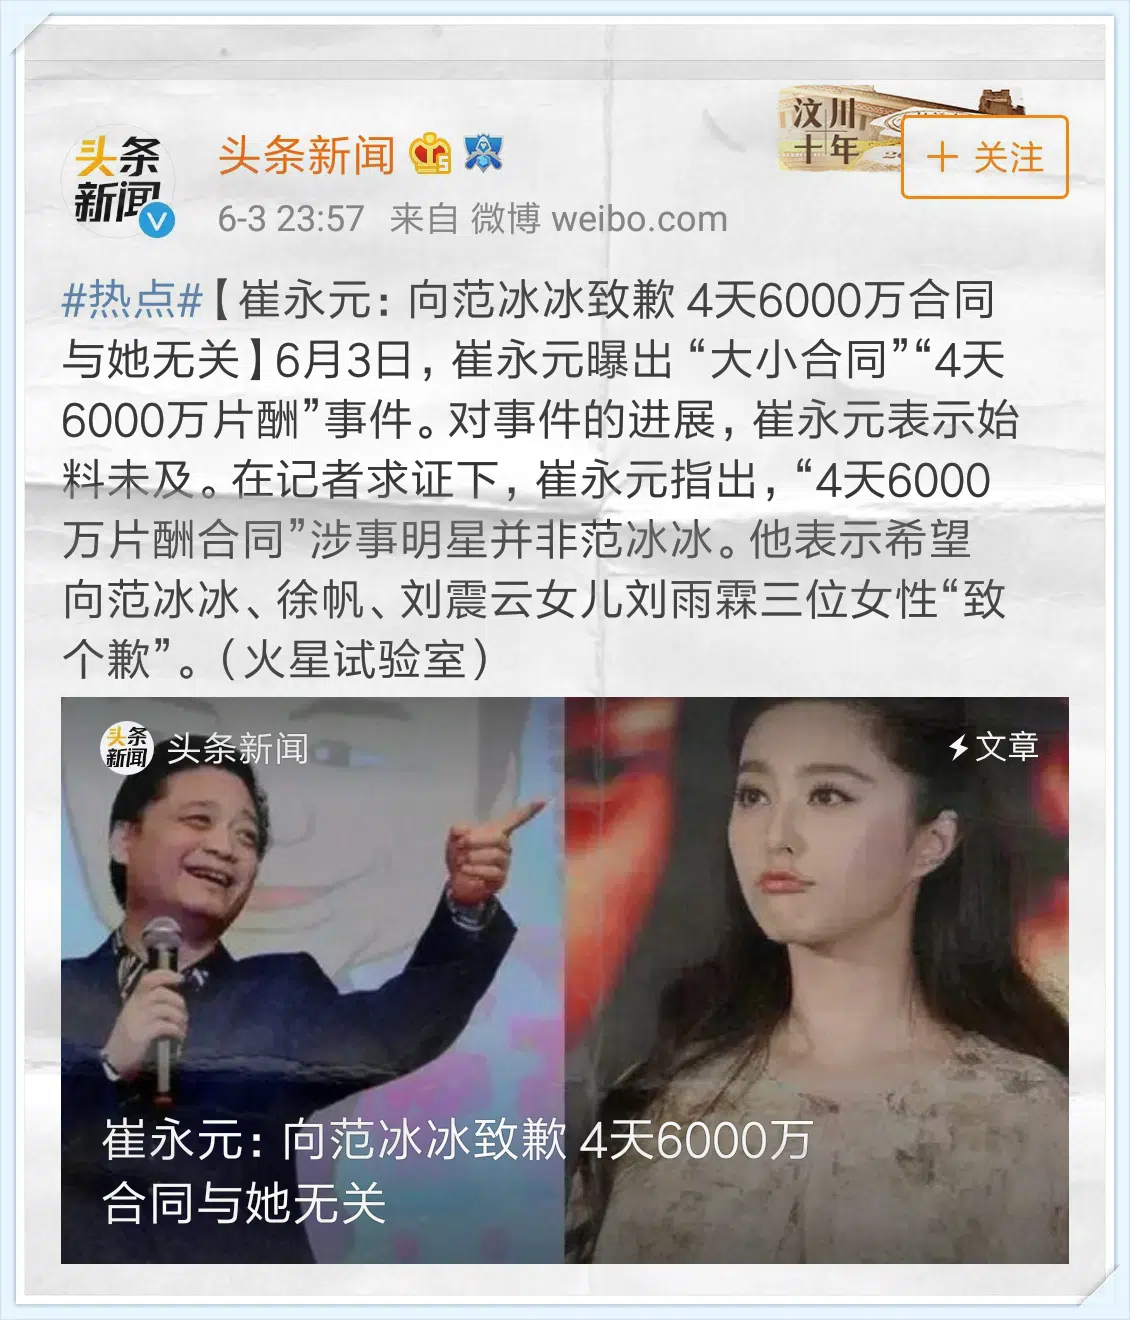 汶川
十年
头条
新闻
头条新闻
+ 关注
6-3 23:57 来自 微博 weibo.com
#热点#【崔永元：向范冰冰致歉 4天6000万合同
与她无关】6月3日，崔永元曝出“大小合同”“4天
6000万片酬”事件。对事件的进展，崔永元表示始
料未及。在记者求证下，崔永元指出，“4天6000
万片酬合同”涉事明星并非范冰冰。他表示希望
向范冰冰、徐帆、刘震云女儿刘雨霖三位女性“致
个歉”。（火星试验室）
头条
新闻
头条新闻
文章
崔永元：向范冰冰致歉 4天6000万
合同与她无关